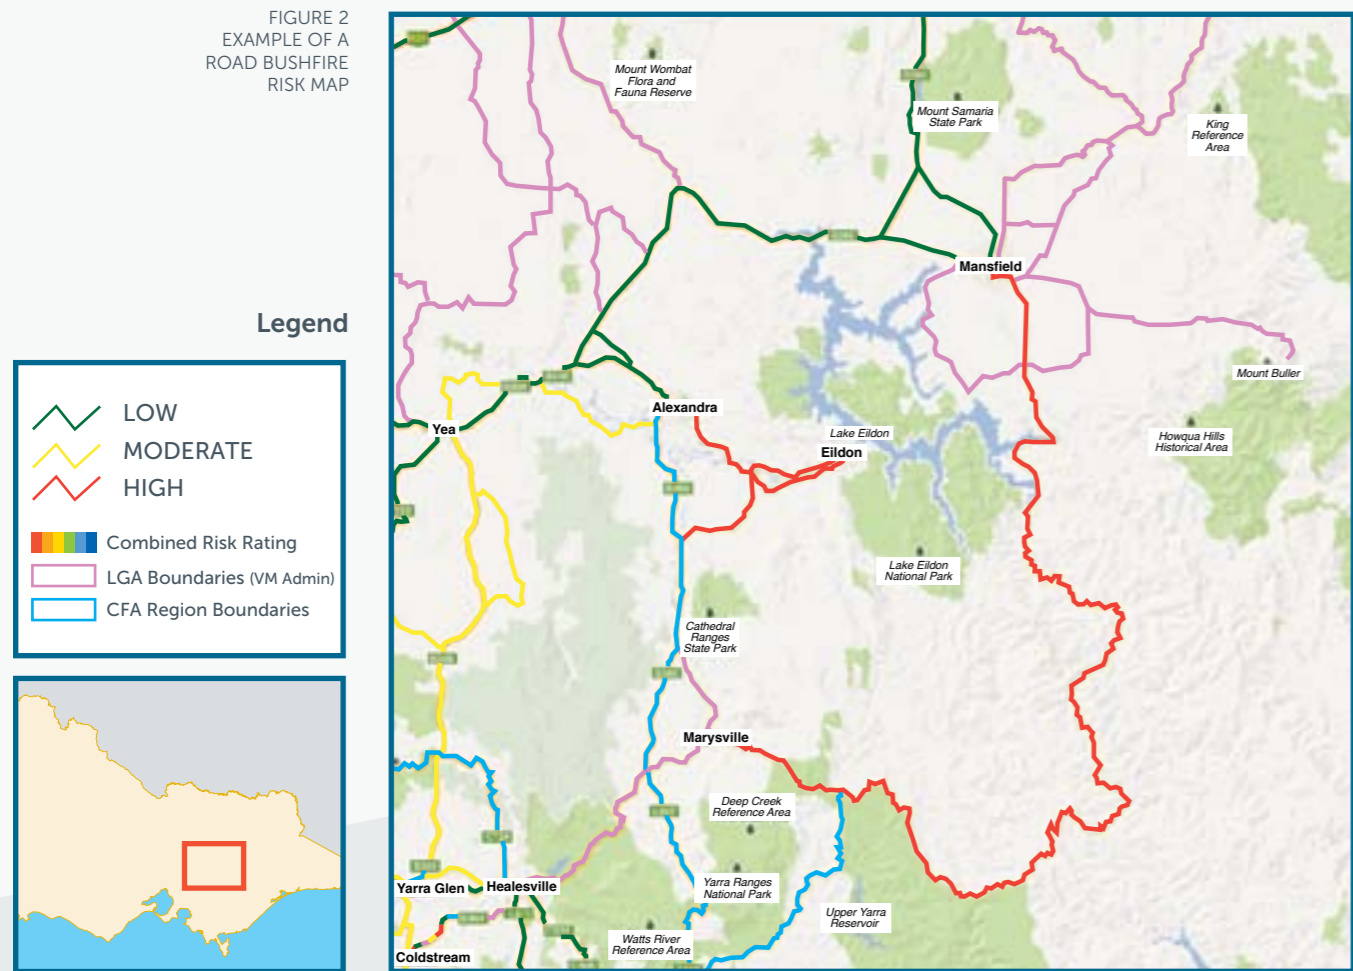 FIGURE 2
EXAMPLE OF A
ROAD BUSHFIRE
RISK MAP
Legend
LOW
MODERATE
HIGH
Combined Risk Rating
LGA Boundaries (VM Admin)
CFA Region Boundaries
Mount Wombat
Flora and
Fauna Reserve
Mount Samaria
State Park
King
Reference
Area
Mansfield
Mount Buller
Alexandra
Yea
Lake Eildon
Eildon
Howqua Hills
Historical Area
Lake Eildon
National Park
Cathedral
Ranges
State Park
Marysville
Deep Creek
Reference Area
Yarra Glen
Healesville
Yarra Ranges
National Park
Upper Yarra
Reservoir
Watts River
Reference Area
Coldstream